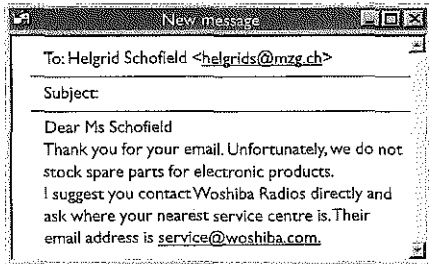 New message
To: Helgrid Schofield <helgrids@mzg.ch>
Subject:
Dear Ms Schofield
Thank you for your email. Unfortunately, we do not
stock spare parts for electronic products.
I suggest you contact Woshiba Radios directly and
ask where your nearest service centre is. Their
email address is service@woshiba.com.